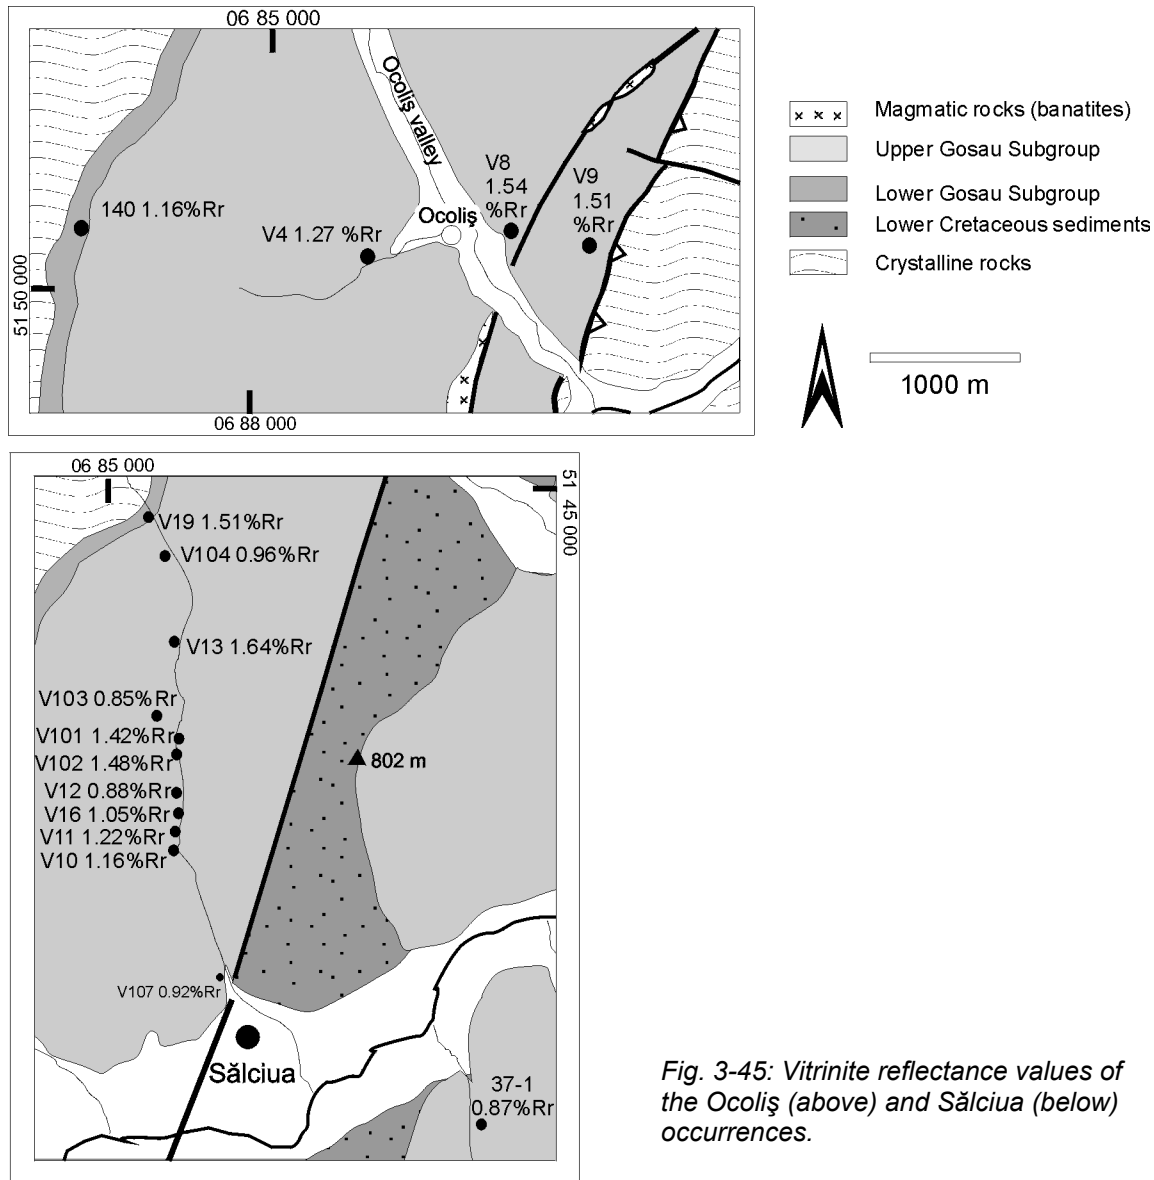 06 85 000
Ocoliş valley
V8
1.54
%Rr
V9
1.51
%Rr
140 1.16%Rr
V4 1.27 %Rr
Ocoliş
51 50 000
06 88 000
Magmatic rocks (banatites)
Upper Gosau Subgroup
Lower Gosau Subgroup
Lower Cretaceous sediments
Crystalline rocks
1000 m
06 85 000
51 45 000
V19 1.51%Rr
V104 0.96%Rr
V13 1.64%Rr
V103 0.85%Rr
V101 1.42%Rr
V102 1.48%Rr
802 m
V12 0.88%Rr
V16 1.05%Rr
V11 1.22%Rr
V10 1.16%Rr
V107 0.92%Rr
Sălciua
37-1
0.87%Rr
Fig. 3-45: Vitrinite reflectance values of
the Ocoliş (above) and Sălciua (below)
occurrences.